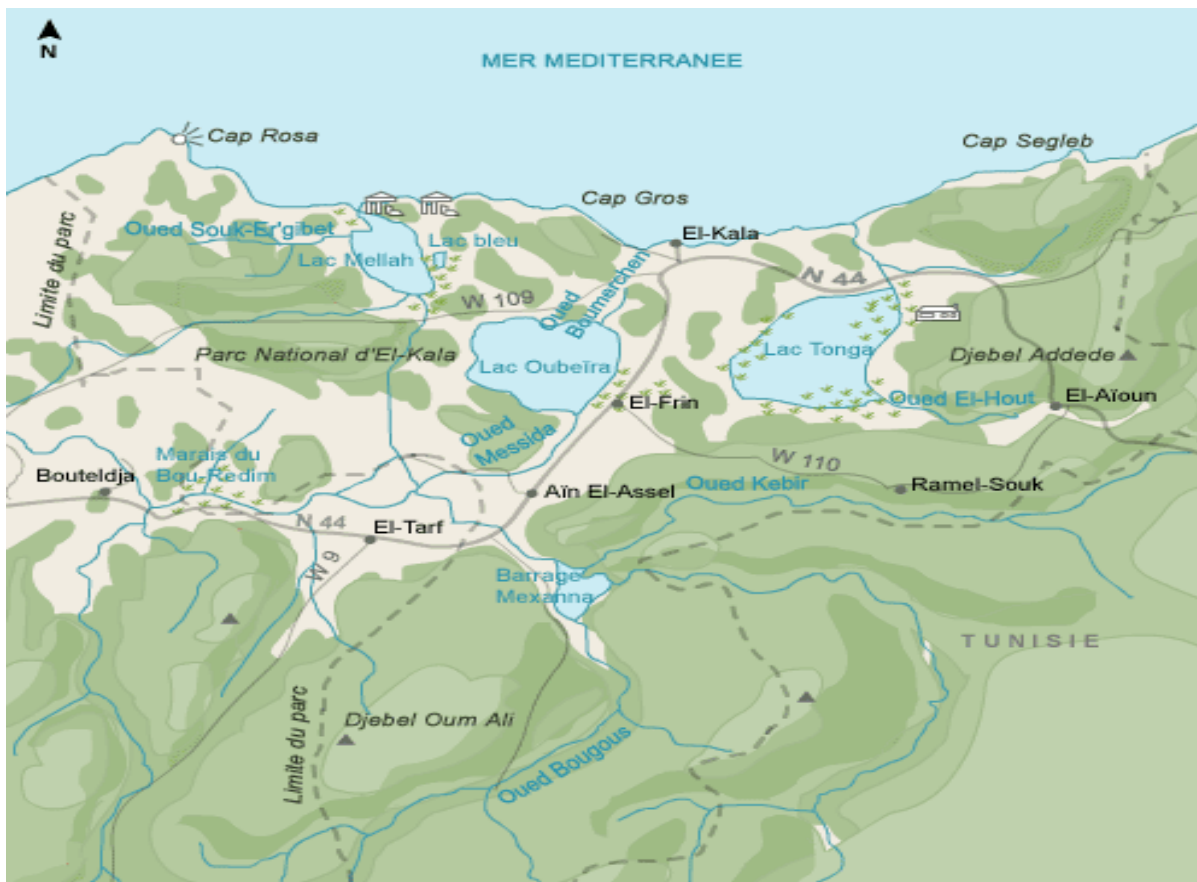 N
MER MEDITERRANEE
Cap Rosa
Cap Segleb
Cap Gros
Limite du parc
Oued Souk-Er'gibet
Lac bleu
Lac Mellah
El-Kala
N 44
W 109
Oued
Boumerchen
Parc National d'El-Kala
Lac Oubeïra
Lac Tonga
Djebel Addede
El-Frin
Oued El-Hout
El-Aïoun
Oued
Messida
Marais du
Bou-Redim
Bouteldja
W 110
Aïn El-Assel
Oued Kebir
Ramel-Souk
N 44
El-Tarf
W 9
Barrage
Mexanna
TUNISIE
Limite du parc
Djebel Oum Ali
Oued Bougous